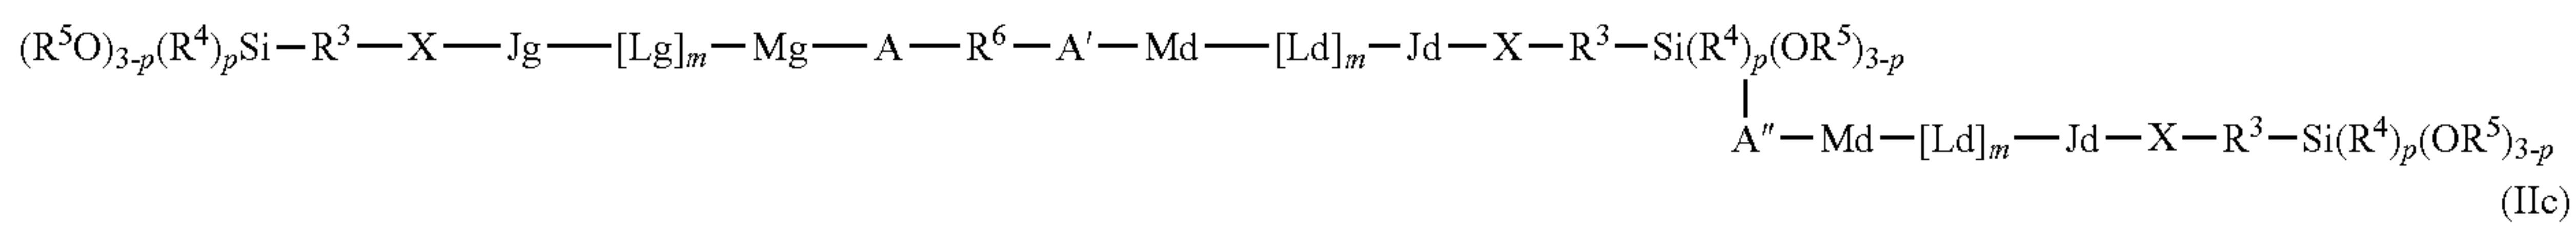 (R⁵O)₃₋ₚ(R⁴)ₚSi—R³—X—Jg—[Lg]ₘ—Mg—A—R⁶—A′—Md—[Ld]ₘ—Jd—X—R³—Si(R⁴)ₚ(OR⁵)₃₋ₚ
A″—Md—[Ld]ₘ—Jd—X—R³—Si(R⁴)ₚ(OR⁵)₃₋ₚ
(IIc)